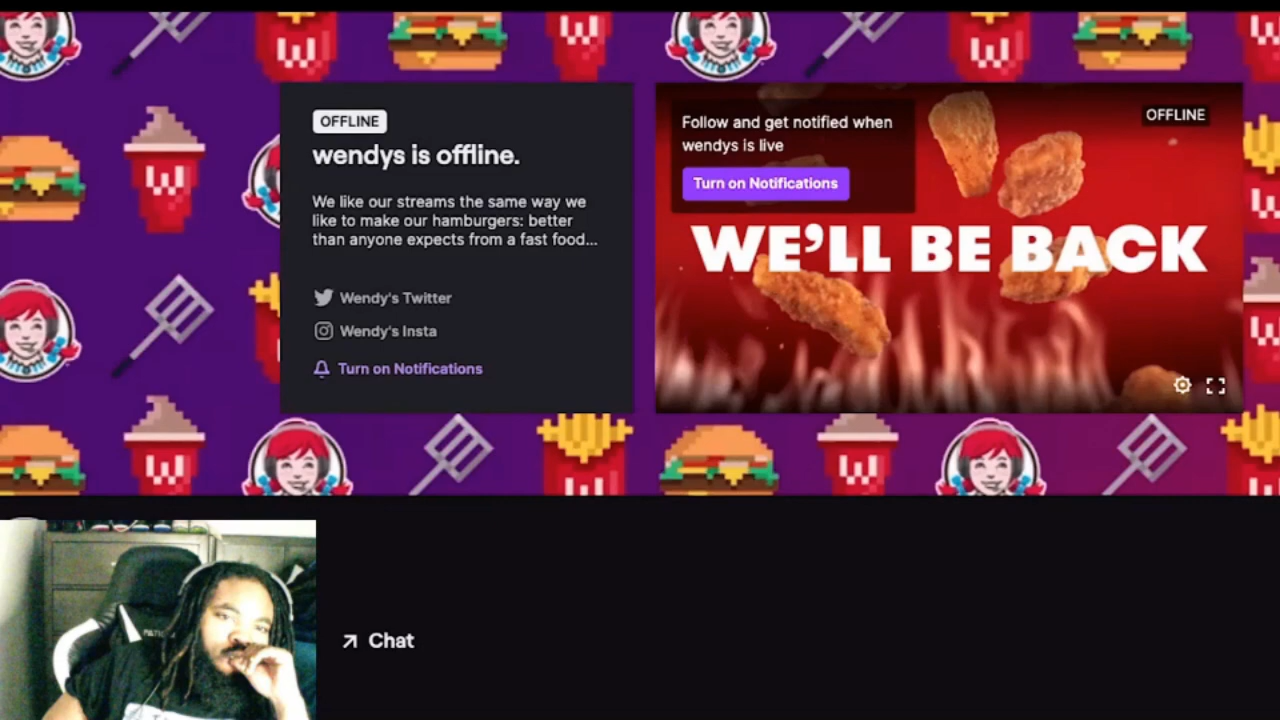 OFFLINE
wendys is offline.
We like our streams the same way we
like to make our hamburgers: better
than anyone expects from a fast food...
Wendy's Twitter
Wendy's Insta
Turn on Notifications
Follow and get notified when
wendys is live
Turn on Notifications
OFFLINE
WE'LL BE BACK
Chat